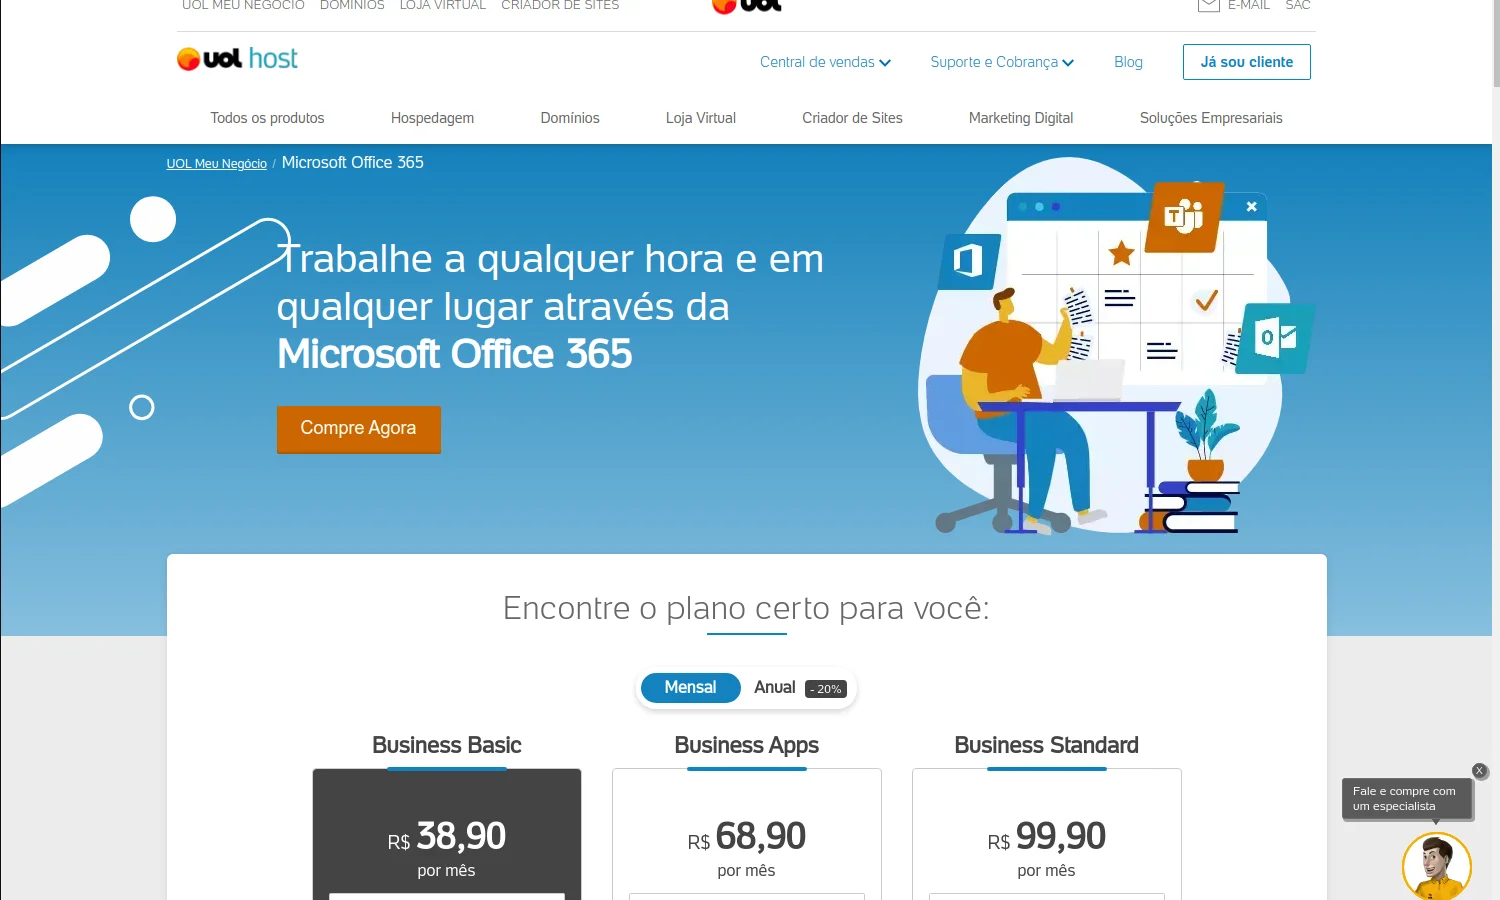 UOL MEU NEGÓCIO DOMÍNIOS LOJA VIRTUAL CRIADOR DE SITES uol E-MAIL SAC
uol host Central de vendas Suporte e Cobrança Blog Já sou cliente
Todos os produtos Hospedagem Domínios Loja Virtual Criador de Sites Marketing Digital Soluções Empresariais
UOL Meu Negócio / Microsoft Office 365
Trabalhe a qualquer hora e em
qualquer lugar através da
Microsoft Office 365
Compre Agora
T
O
Encontre o plano certo para você:
Mensal Anual - 20%
Business Basic Business Apps Business Standard
R$ 38,90 R$ 68,90 R$ 99,90
por mês por mês por mês
X
Fale e compre com
um especialista